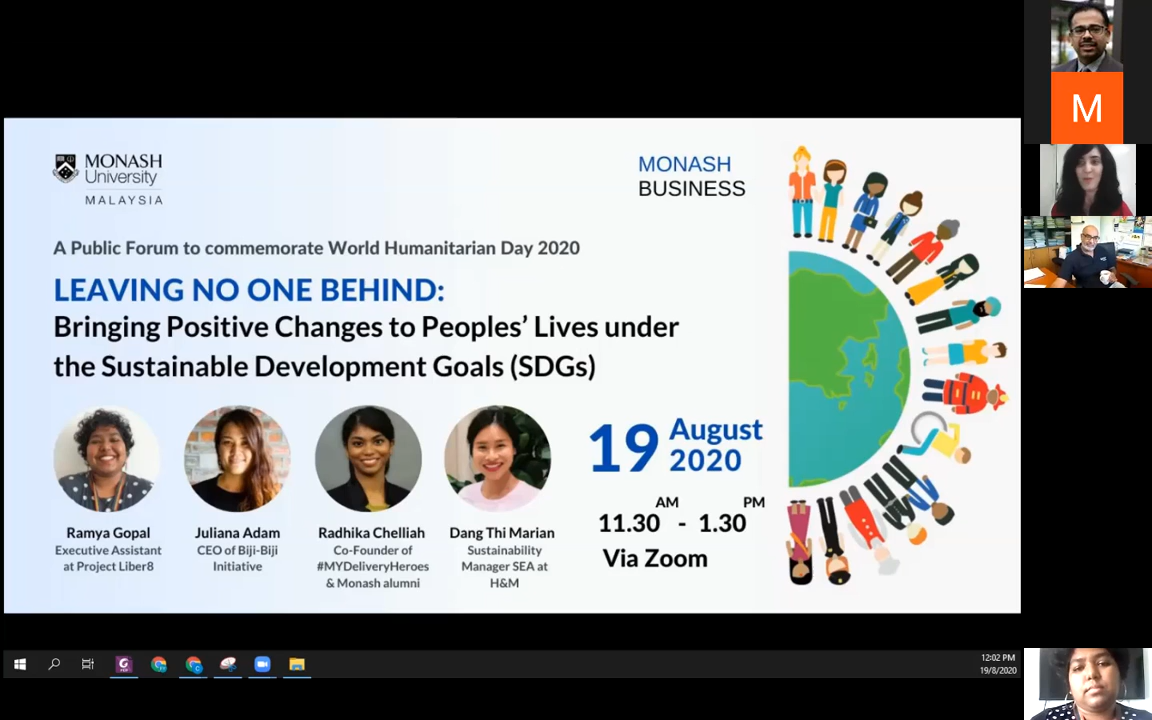 MONASH
University
MALAYSIA
MONASH
BUSINESS
A Public Forum to commemorate World Humanitarian Day 2020
LEAVING NO ONE BEHIND:
Bringing Positive Changes to Peoples' Lives under
the Sustainable Development Goals (SDGs)
19 August
2020
AM PM
11.30 - 1.30
Via Zoom
Ramya Gopal
Executive Assistant
at Project Liber8
Juliana Adam
CEO of Biji-Biji
Initiative
Radhika Chelliah
Co-Founder of
#MYDeliveryHeroes
& Monash alumni
Dang Thi Marian
Sustainability
Manager SEA at
H&M
M
12:02 PM
19/8/2020